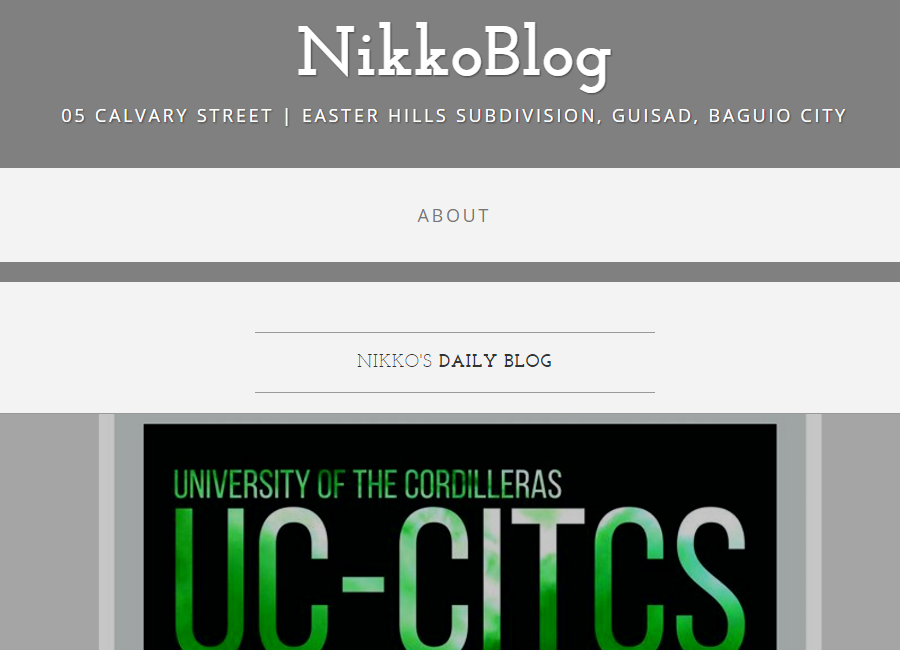 NikkoBlog
05 CALVARY STREET | EASTER HILLS SUBDIVISION, GUISAD, BAGUIO CITY
ABOUT
NIKKO'S DAILY BLOG
UNIVERSITY OF THE CORDILLERAS
UC-CITCS